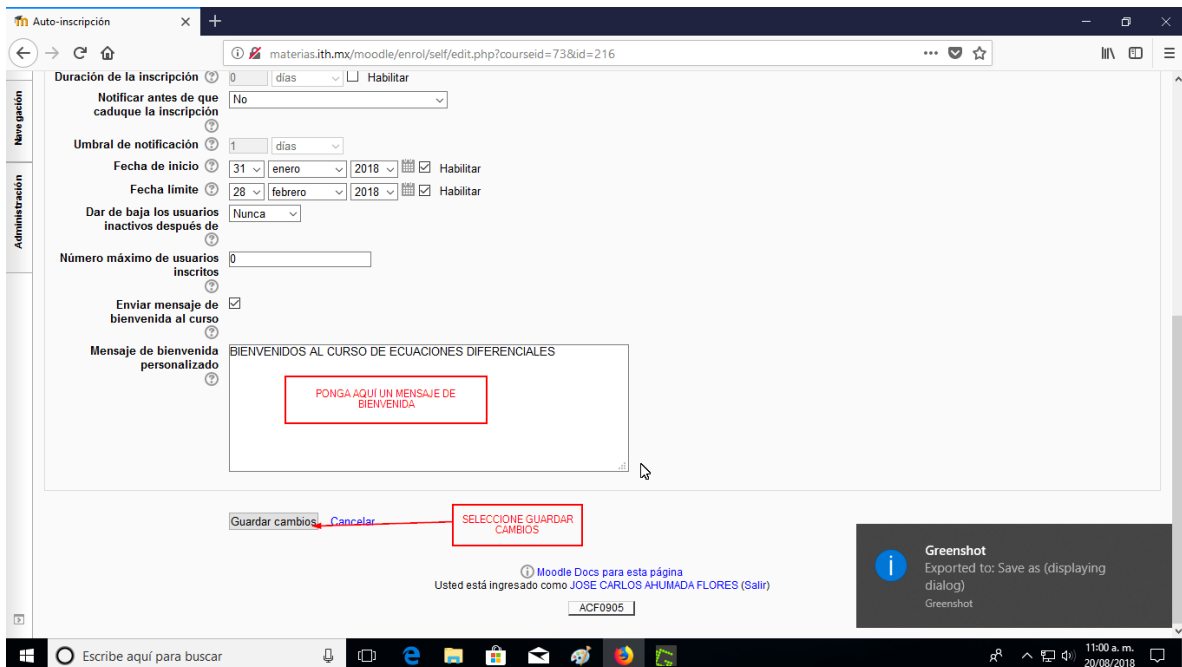 Auto-inscripción
materias.ith.mx/moodle/enrol/self/edit.php?courseid=73&id=216
Navegación
Administración
Duración de la inscripción 0 días Habilitar
Notificar antes de que No
caduque la inscripción
Umbral de notificación 1 días
Fecha de inicio 31 enero 2018 Habilitar
Fecha límite 28 febrero 2018 Habilitar
Dar de baja los usuarios Nunca
inactivos después de
Número máximo de usuarios 0
inscritos
Enviar mensaje de
bienvenida al curso
Mensaje de bienvenida BIENVENIDOS AL CURSO DE ECUACIONES DIFERENCIALES
personalizado
PONGA AQUÍ UN MENSAJE DE
BIENVENIDA
Guardar cambios Cancelar
SELECCIONE GUARDAR
CAMBIOS
Moodle Docs para esta página
Usted está ingresado como JOSE CARLOS AHUMADA FLORES (Salir)
ACF0905
Greenshot
Exported to: Save as (displaying
dialog)
Greenshot
Escribe aquí para buscar
11:00 a. m.
20/08/2018